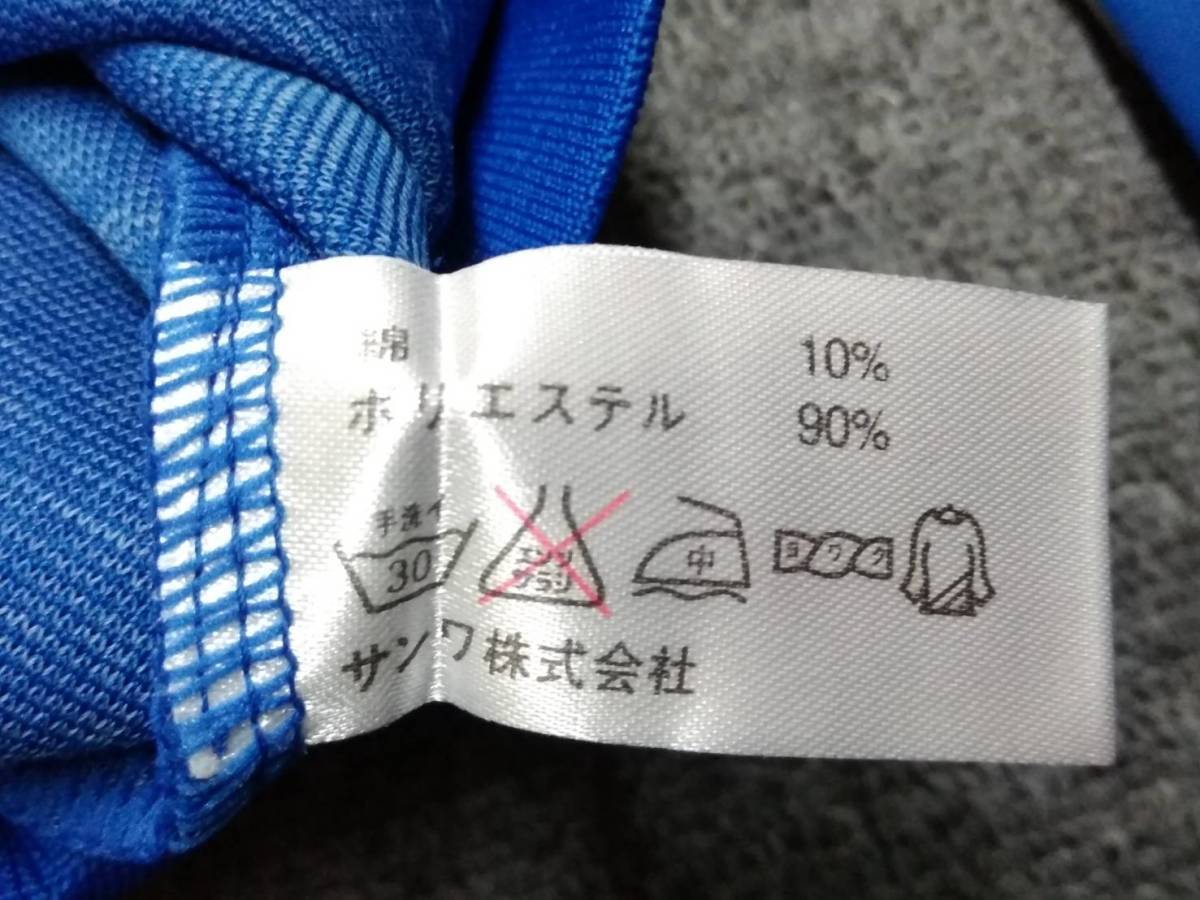 綿 10%
ポリエステル 90%
手洗イ
30
エンソ
サラシ
中
ヨワク
サンワ株式会社